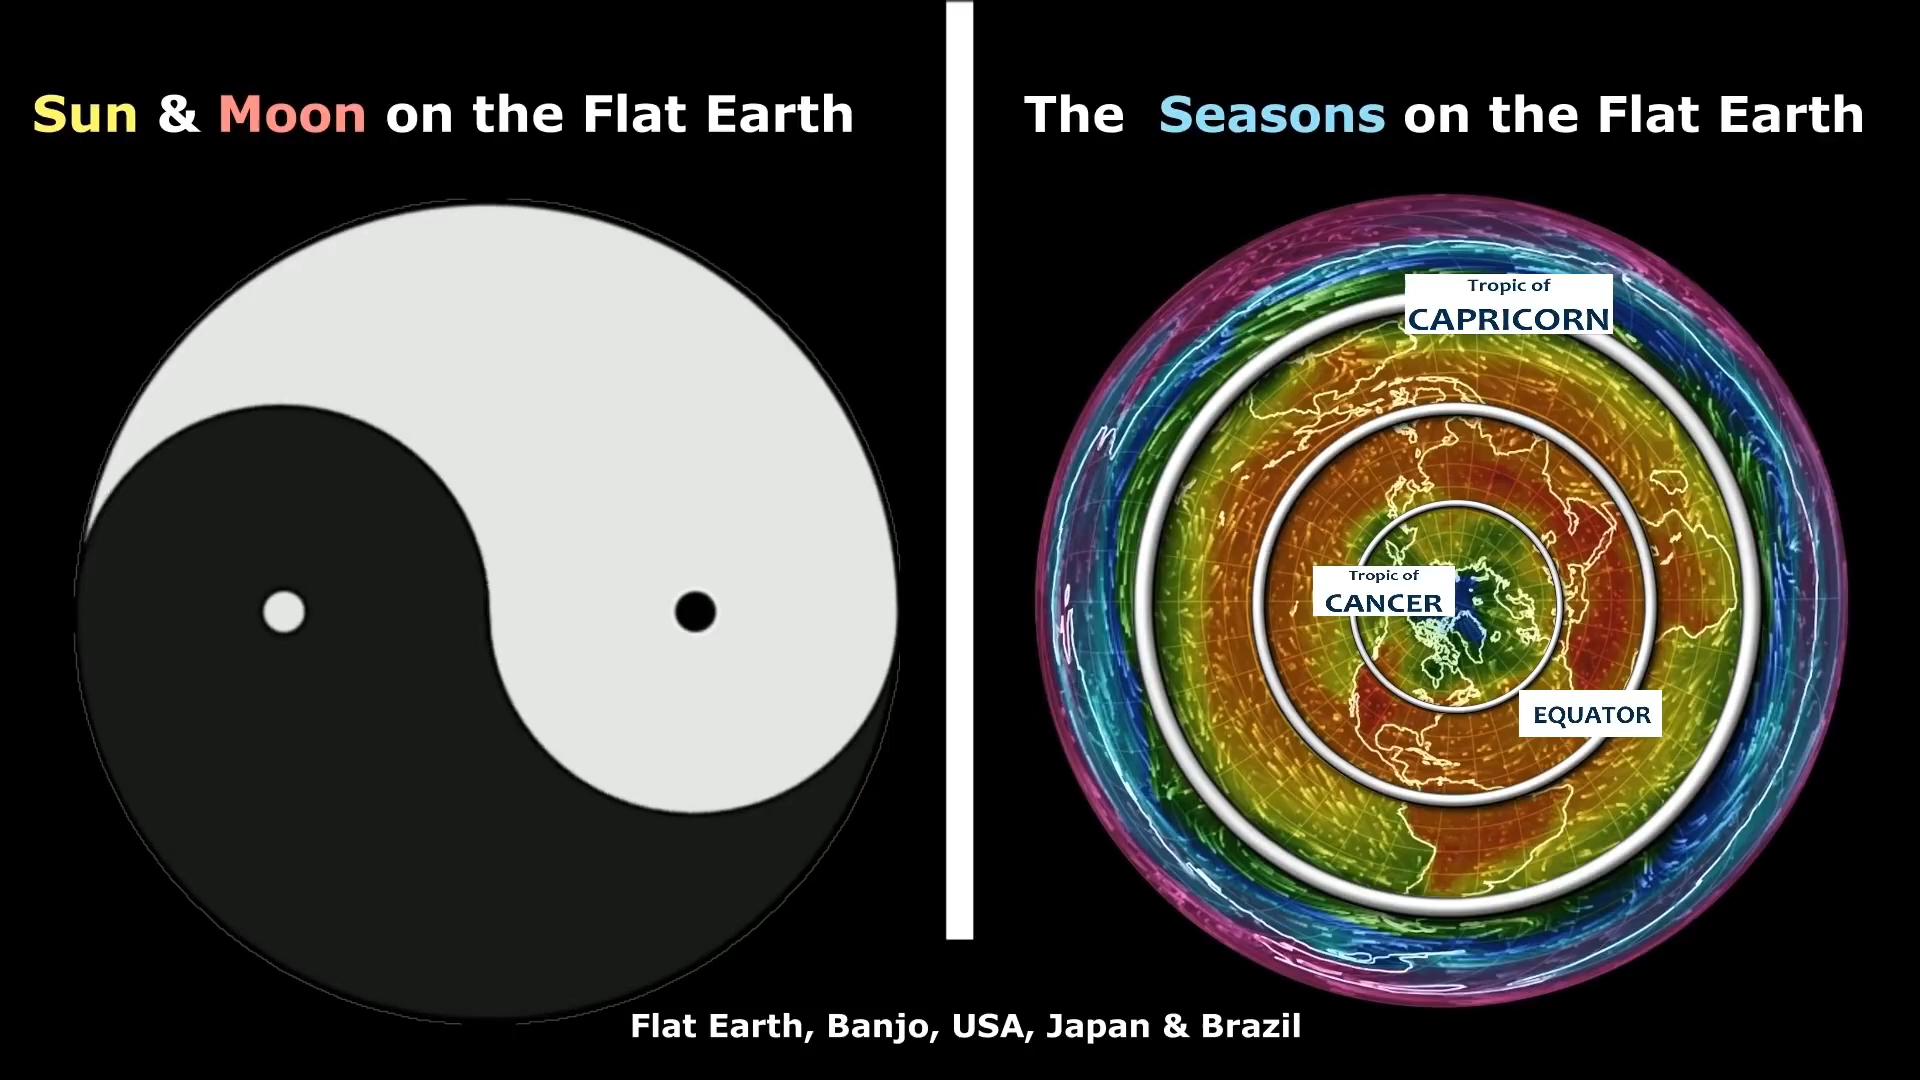 Sun & Moon on the Flat Earth
The Seasons on the Flat Earth
Tropic of
CAPRICORN
Tropic of
CANCER
EQUATOR
Flat Earth, Banjo, USA, Japan & Brazil